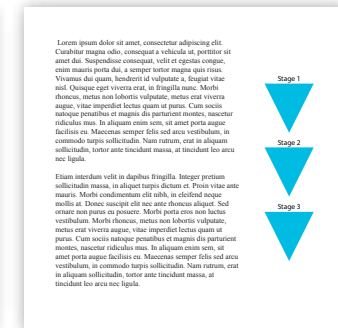 Lorem ipsum dolor sit amet, consectetur adipiscing elit.
Curabitur magna odio, consequat a vehicula ut, porttitor sit
amet dui. Suspendisse consequat, velit et egestas congue,
enim mauris porta dui, a semper tortor magna quis risus.
Vivamus dui quam, hendrerit id vulputate a, feugiat vitae
nisl. Quisque eget viverra erat, in fringilla nunc. Morbi
rhoncus, metus non lobortis vulputate, metus erat viverra
augue, vitae imperdiet lectus quam ut purus. Cum sociis
natoque penatibus et magnis dis parturient montes, nascetur
ridiculus mus. In aliquam enim sem, sit amet porta augue
facilisis eu. Maecenas semper felis sed arcu vestibulum, in
commodo turpis sollicitudin. Nam rutrum, erat in aliquam
sollicitudin, tortor ante tincidunt massa, at tincidunt leo arcu
nec ligula.
Etiam interdum velit in dapibus fringilla. Integer pretium
sollicitudin massa, in aliquet turpis dictum et. Proin vitae ante
mauris. Morbi condimentum elit nibh, in eleifend neque
mollis at. Donec suscipit elit nec ante rhoncus aliquet. Sed
ornare non purus eu posuere. Morbi porta eros non luctus
vestibulum. Morbi rhoncus, metus non lobortis vulputate,
metus erat viverra augue, vitae imperdiet lectus quam ut
purus. Cum sociis natoque penatibus et magnis dis parturient
montes, nascetur ridiculus mus. In aliquam enim sem, sit
amet porta augue facilisis eu. Maecenas semper felis sed arcu
vestibulum, in commodo turpis sollicitudin. Nam rutrum, erat
in aliquam sollicitudin, tortor ante tincidunt massa, at
tincidunt leo arcu nec ligula.
Stage 1
Stage 2
Stage 3